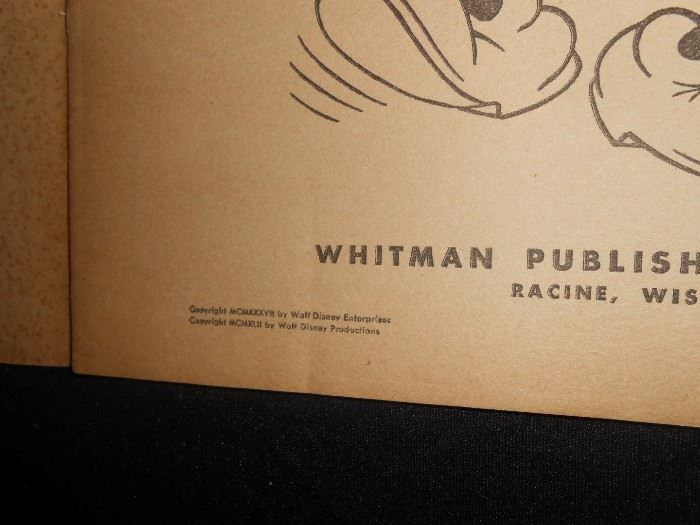 WHITMAN PUBLISH
RACINE, WIS
Copyright MCMXXXVII by Walt Disney Enterprises
Copyright MCMXLII by Walt Disney Productions